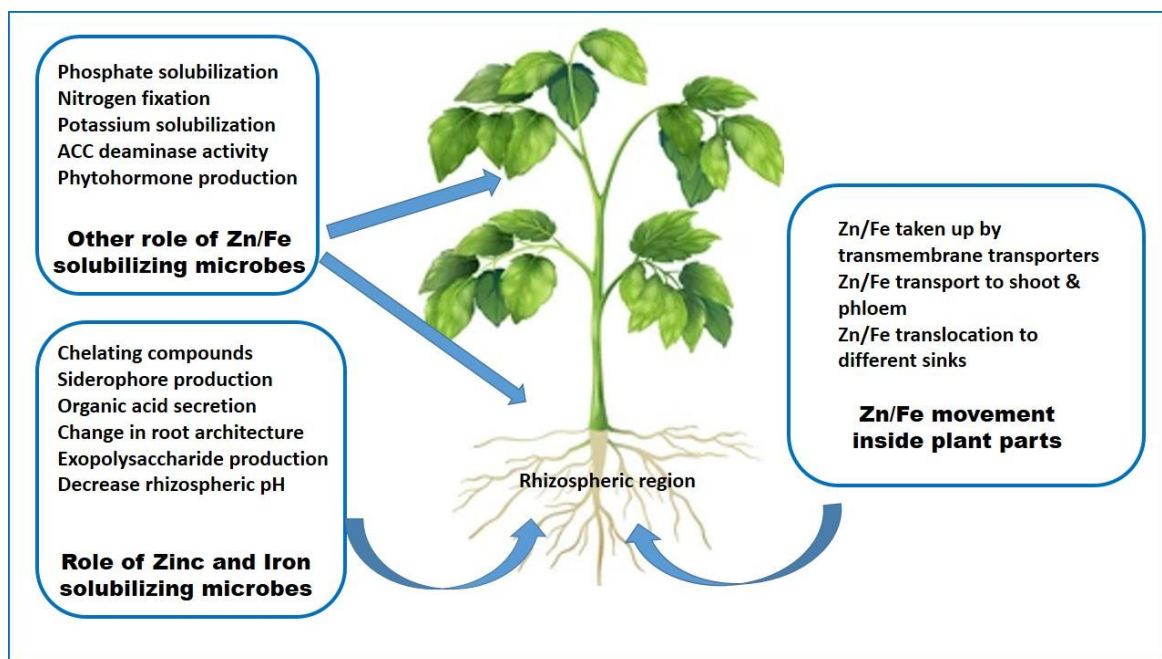 Phosphate solubilization
Nitrogen fixation
Potassium solubilization
ACC deaminase activity
Phytohormone production
Other role of Zn/Fe
solubilizing microbes
Chelating compounds
Siderophore production
Organic acid secretion
Change in root architecture
Exopolysaccharide production
Decrease rhizospheric pH
Role of Zinc and Iron
solubilizing microbes
Rhizospheric region
Zn/Fe taken up by
transmembrane transporters
Zn/Fe transport to shoot &
phloem
Zn/Fe translocation to
different sinks
Zn/Fe movement
inside plant parts